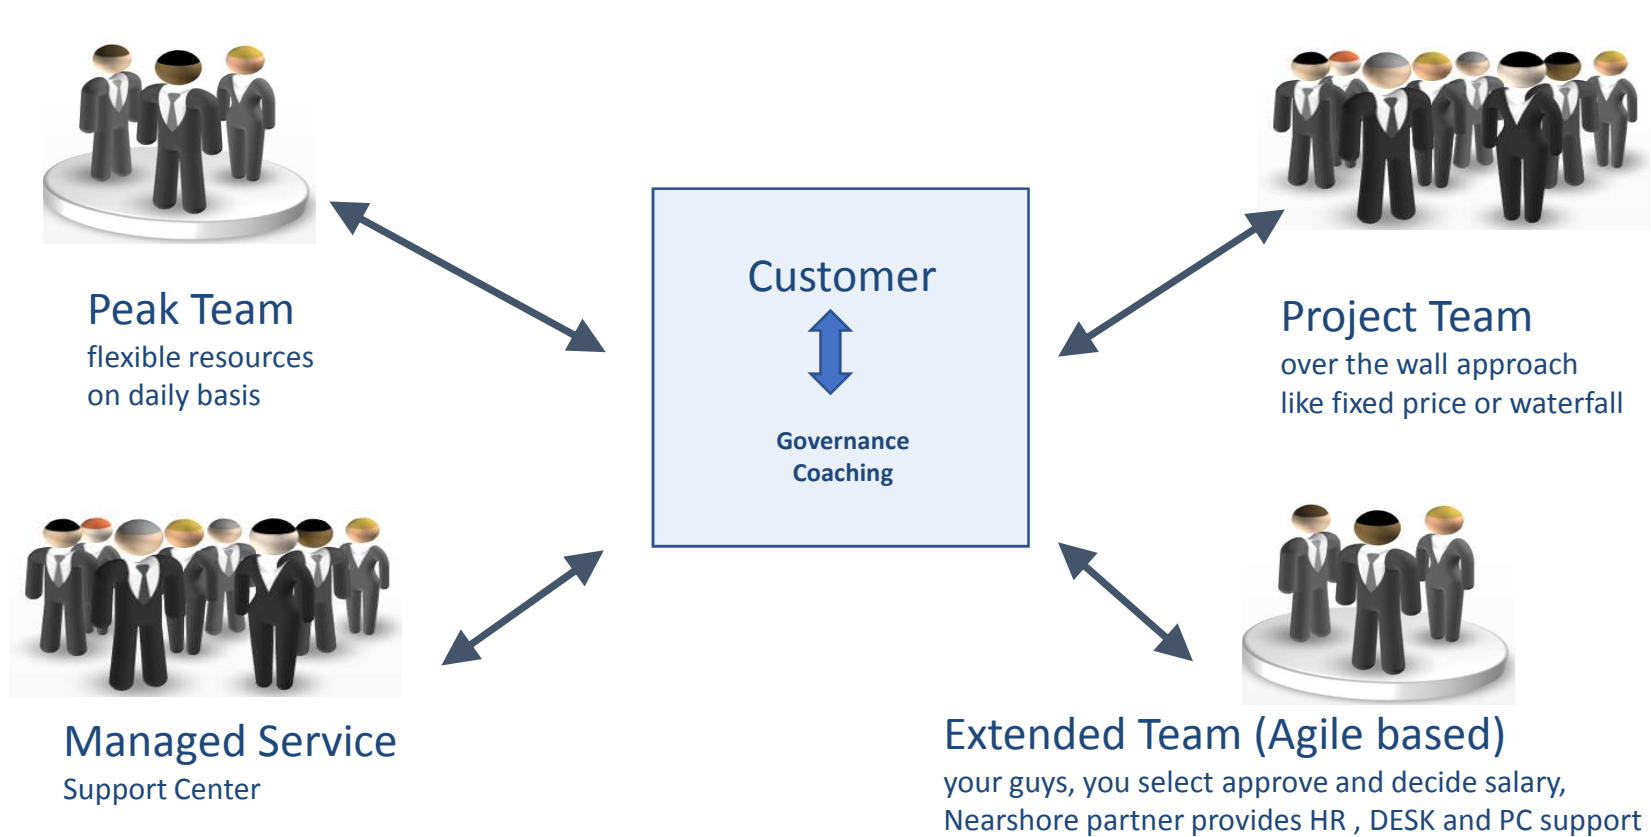 Peak Team
flexible resources
on daily basis
Customer
Governance
Coaching
Project Team
over the wall approach
like fixed price or waterfall
Managed Service
Support Center
Extended Team (Agile based)
your guys, you select approve and decide salary,
Nearshore partner provides HR , DESK and PC support